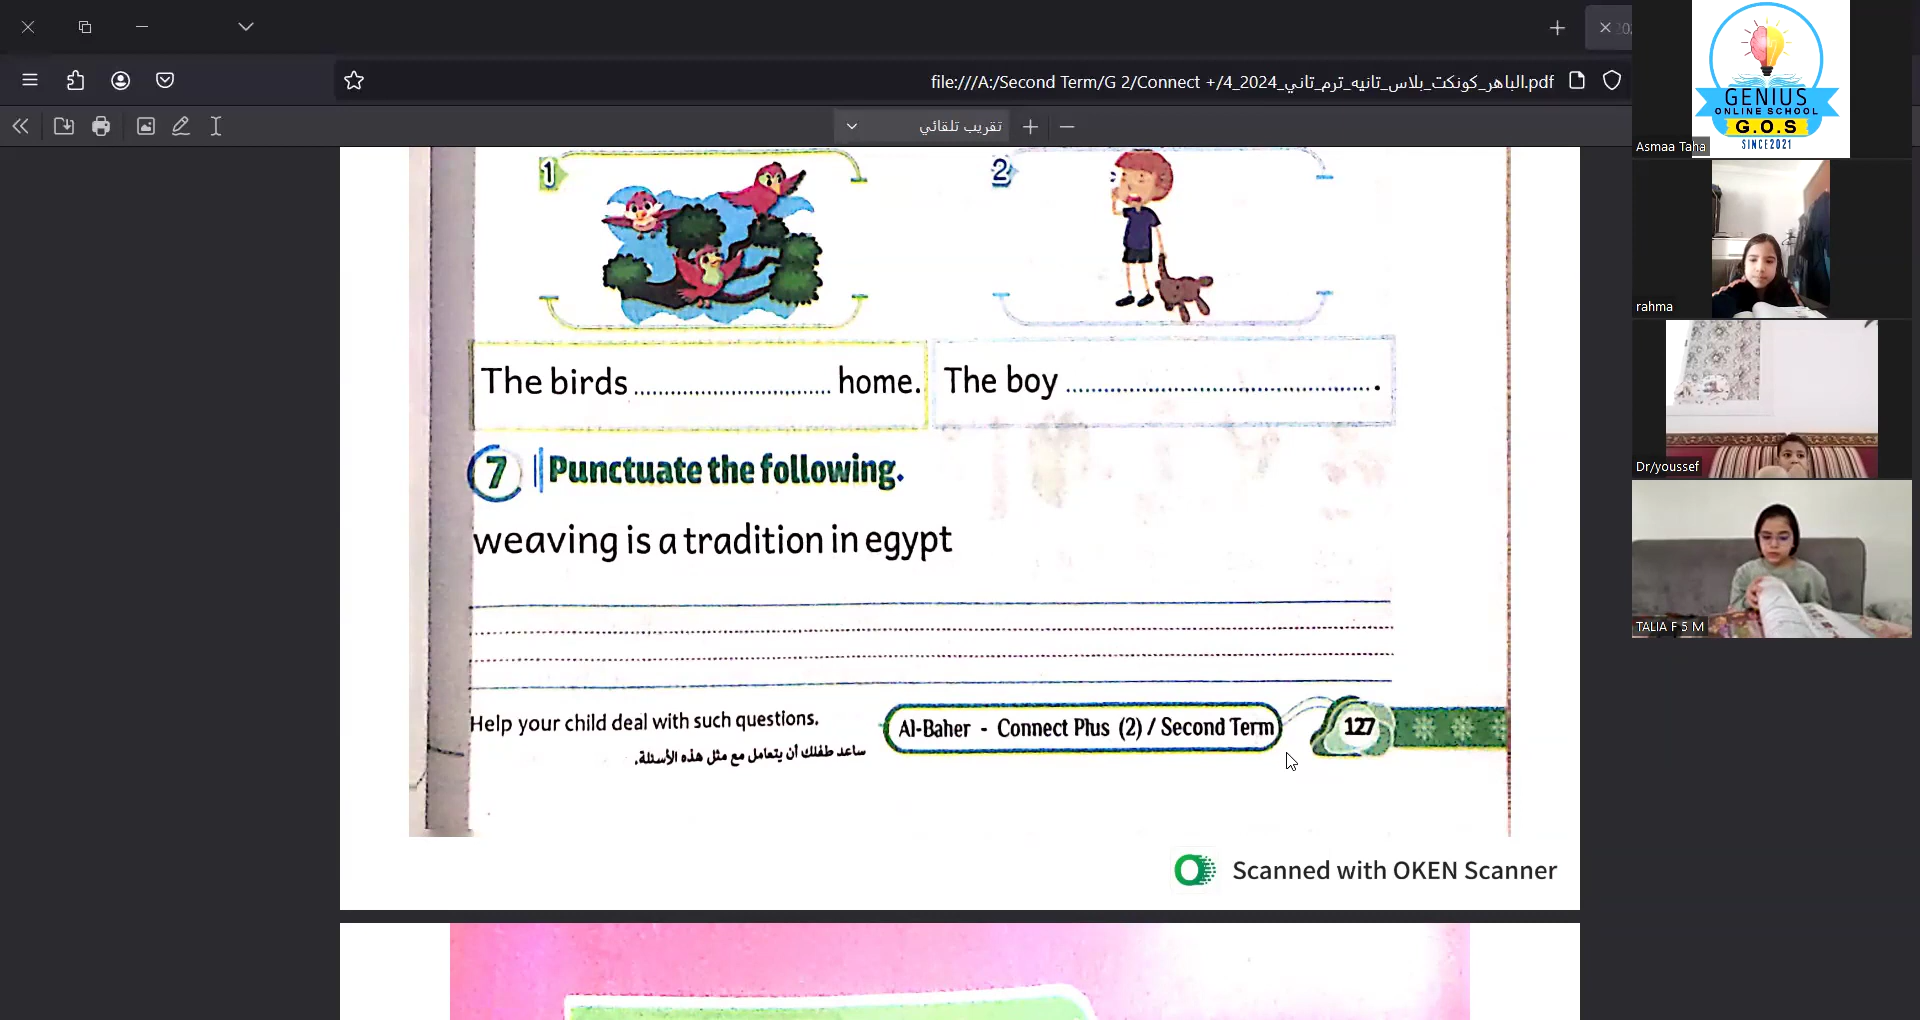 file:///A:/Second Term/G 2/Connect +/4_2024_الباهر_كونكت_بلاس_تانيه_ترم_تاني.pdf
تقريب تلقائي
GENIUS
ONLINE SCHOOL
G.O.S
SINCE2021
Asmaa Taha
rahma
Dr/youssef
TALIA F 5 M
1
2
The birds .............................. home.
The boy .............................................. .
7 Punctuate the following.
weaving is a tradition in egypt
Help your child deal with such questions.
ساعد طفلك أن يتعامل مع مثل هذه الأسئلة.
Al-Baher - Connect Plus (2) / Second Term
127
Scanned with OKEN Scanner